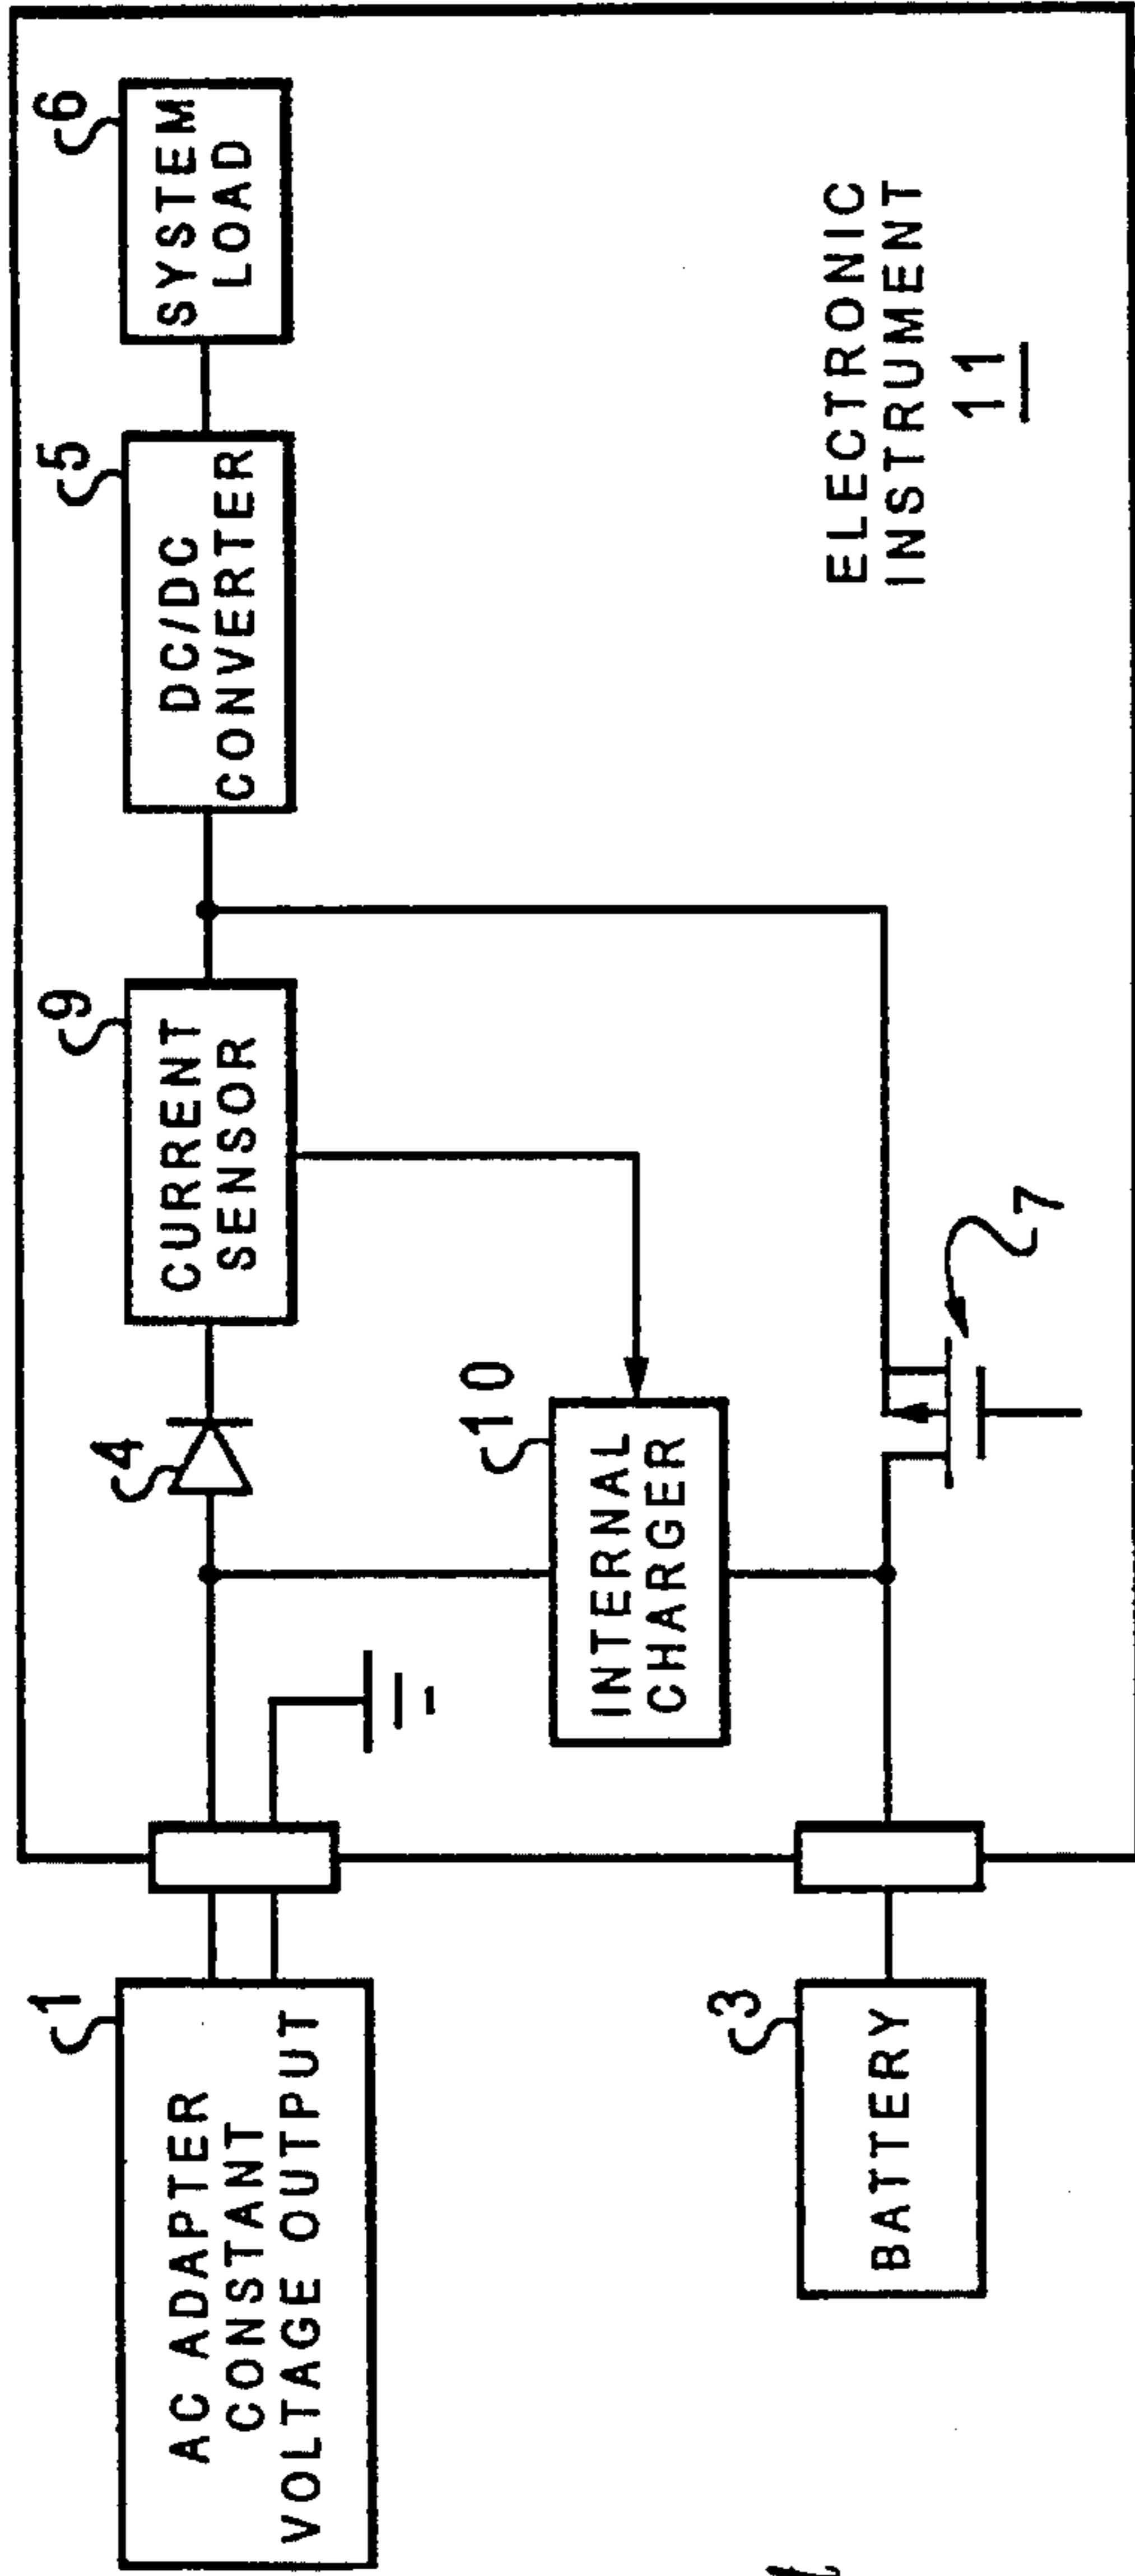 1
AC ADAPTER
CONSTANT
VOLTAGE OUTPUT
4
9
CURRENT
SENSOR
5
DC/DC
CONVERTER
6
SYSTEM
LOAD
10
INTERNAL
CHARGER
3
BATTERY
7
ELECTRONIC
INSTRUMENT
11